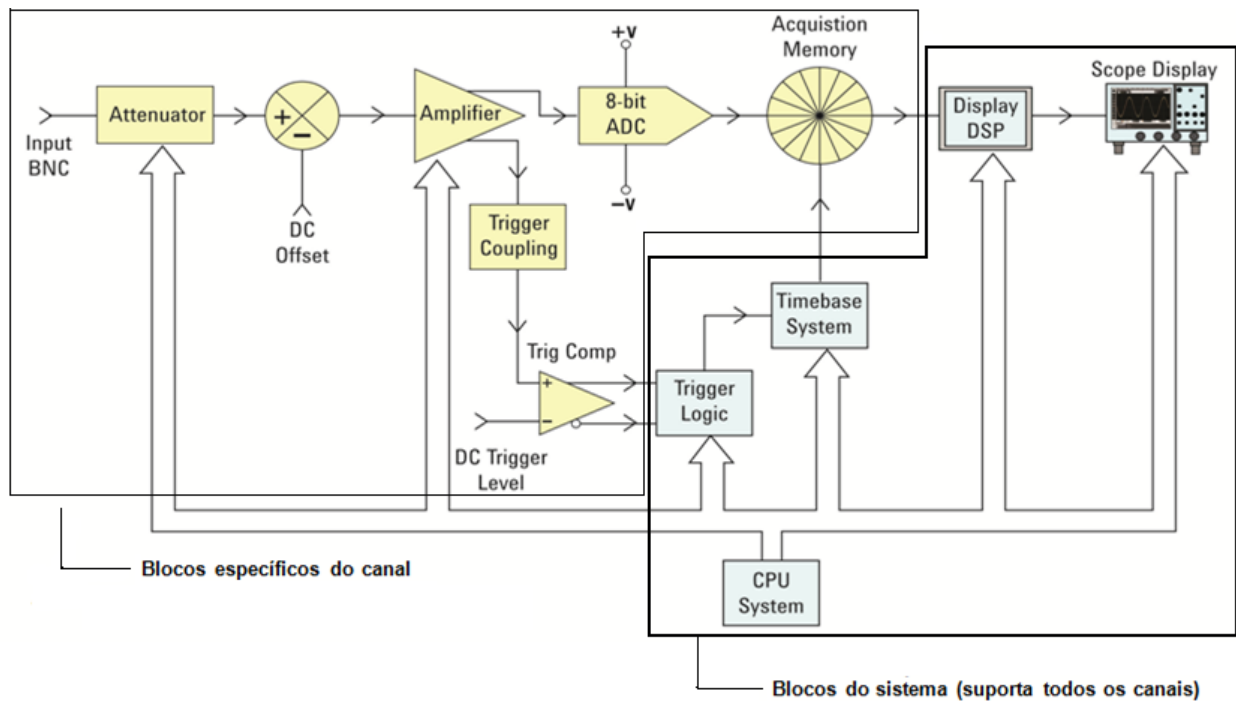 Acquistion
Memory
+v
Scope Display
Attenuator
+
−
Amplifier
8-bit
ADC
Display
DSP
Input
BNC
−v
DC
Offset
Trigger
Coupling
Timebase
System
Trig Comp
+
−
Trigger
Logic
DC Trigger
Level
Blocos específicos do canal
CPU
System
Blocos do sistema (suporta todos os canais)